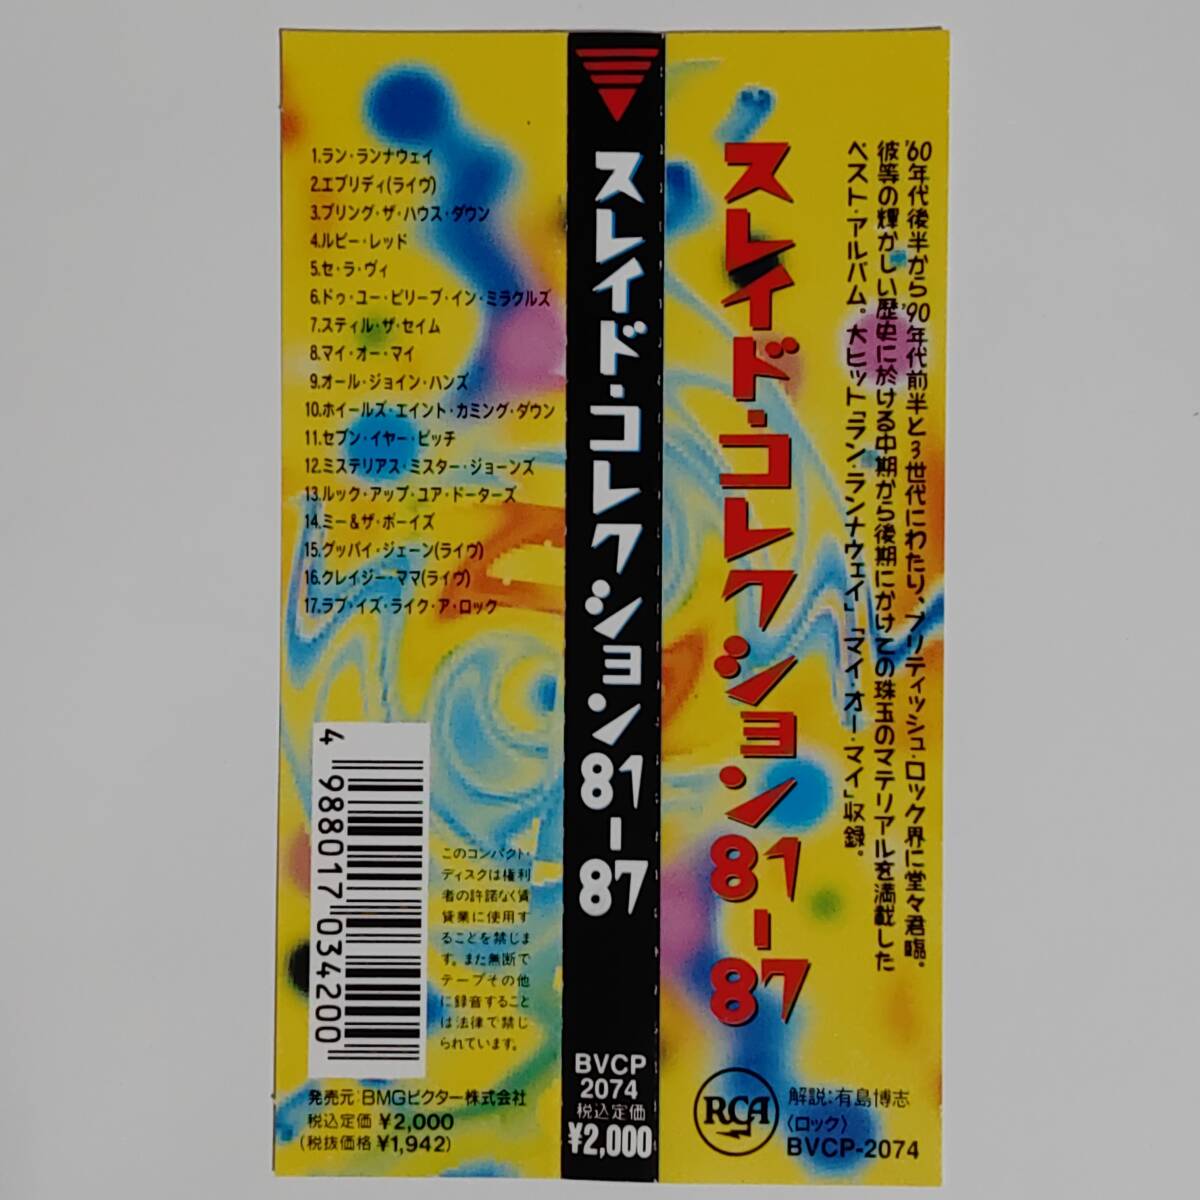 1.ラン・ランナウェイ
2.エブリディ(ライヴ)
3.ブリング・ザ・ハウス・ダウン
4.ルビー・レッド
5.セ・ラ・ヴィ
6.ドゥ・ユー・ビリーブ・イン・ミラクルズ
7.スティル・ザ・セイム
8.マイ・オー・マイ
9.オール・ジョイン・ハンズ
10.ホイールズ・エイント・カミング・ダウン
11.セブン・イヤー・ビッチ
12.ミステリアス・ミスター・ジョーンズ
13.ルック・アップ・ユア・ドーターズ
14.ミー&ザ・ボーイズ
15.グッバイ・ジェーン(ライヴ)
16.クレイジー・ママ(ライヴ)
17.ラブ・イズ・ライク・ア・ロック
4 988017 034200
このコンパクト・
ディスクは権利
者の許諾なく賃
貸業に使用す
ることを禁じま
す。また無断で
テープその他
に録音すること
は法律で禁じ
られています。
発売元:BMGビクター株式会社
税込定価 ¥2,000
(税抜価格 ¥1,942)
スレイド・コレクション81-87
BVCP
2074
税込定価
¥2,000
スレイド・コレクション81-87
'60年代後半から'90年代前半と3世代にわたり、ブリティッシュ・ロック界に堂々君臨。
彼等の輝かしい歴史に於ける中期から後期にかけての珠玉のマテリアルを満載した
ベスト・アルバム。大ヒット「ラン・ランナウェイ」「マイ・オー・マイ」収録。
RCA
解説:有島博志
〈ロック〉
BVCP-2074